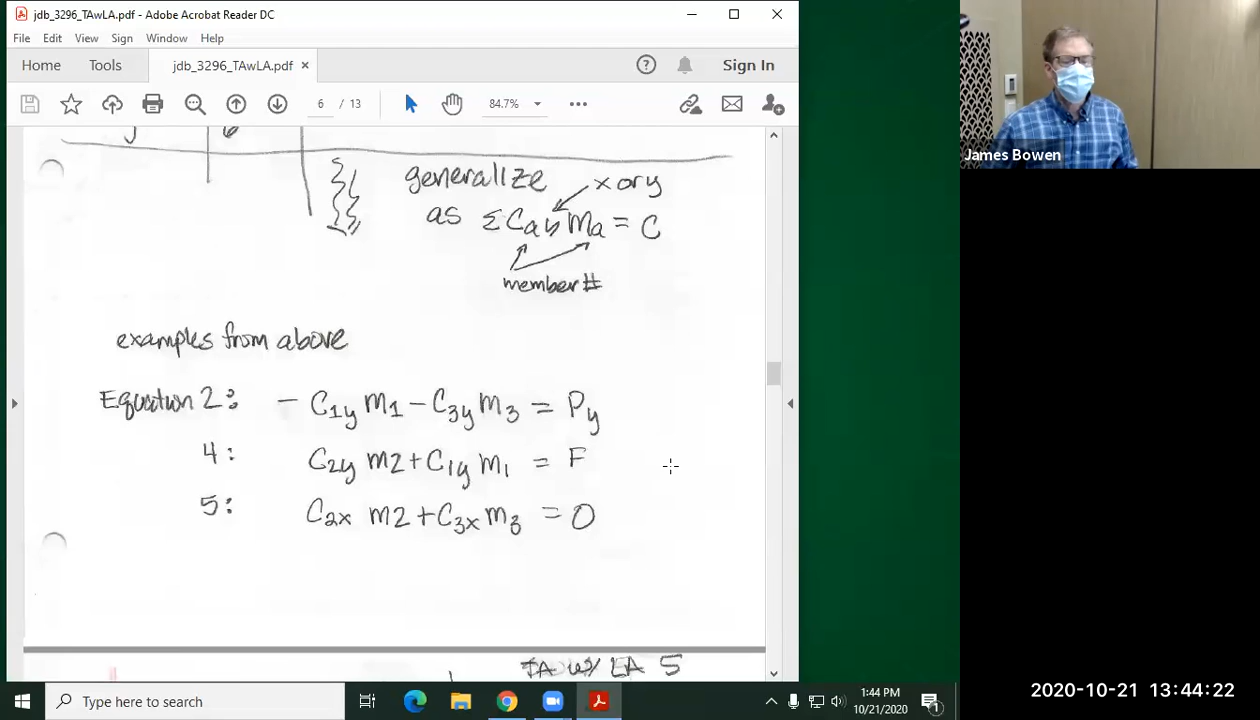 jdb_3296_TAwLA.pdf - Adobe Acrobat Reader DC
File Edit View Sign Window Help
Home Tools jdb_3296_TAwLA.pdf × Sign In
6 / 13 84.7%
y 6
generalize x or y
as ΣCabMa = C
member #
examples from above
Equation 2: - C1y m1 - C3y m3 = Py
4: C2y m2 + C1y m1 = F
5: C2x m2 + C3x m3 = 0
TA w/ LA 5
James Bowen
Type here to search
1:44 PM
10/21/2020
1
2020-10-21 13:44:22